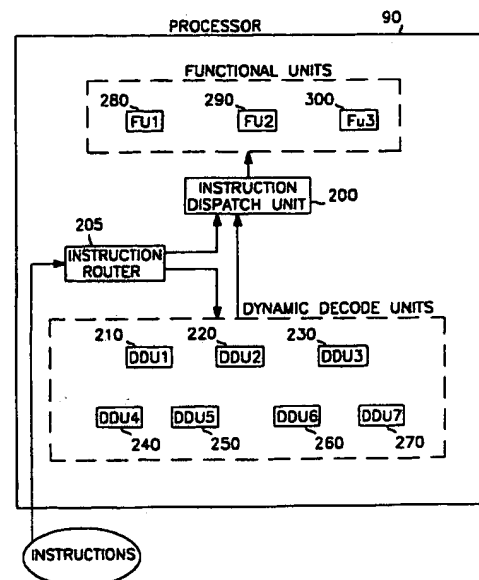 PROCESSOR
90
FUNCTIONAL UNITS
280
290
300
FU1
FU2
Fu3
INSTRUCTION
DISPATCH UNIT
200
205
INSTRUCTION
ROUTER
DYNAMIC DECODE UNITS
210
220
230
DDU1
DDU2
DDU3
DDU4
DDU5
DDU6
DDU7
240
250
260
270
INSTRUCTIONS